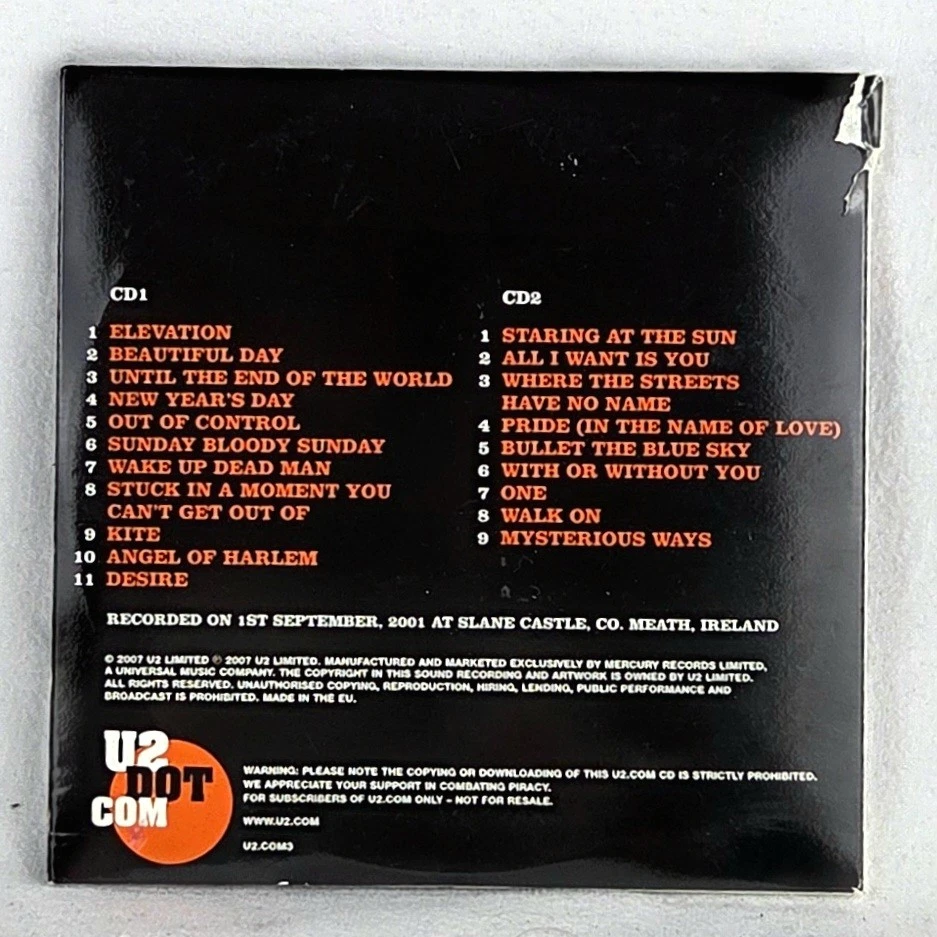 CD1
1 ELEVATION
2 BEAUTIFUL DAY
3 UNTIL THE END OF THE WORLD
4 NEW YEAR'S DAY
5 OUT OF CONTROL
6 SUNDAY BLOODY SUNDAY
7 WAKE UP DEAD MAN
8 STUCK IN A MOMENT YOU
CAN'T GET OUT OF
9 KITE
10 ANGEL OF HARLEM
11 DESIRE
CD2
1 STARING AT THE SUN
2 ALL I WANT IS YOU
3 WHERE THE STREETS
HAVE NO NAME
4 PRIDE (IN THE NAME OF LOVE)
5 BULLET THE BLUE SKY
6 WITH OR WITHOUT YOU
7 ONE
8 WALK ON
9 MYSTERIOUS WAYS
RECORDED ON 1ST SEPTEMBER, 2001 AT SLANE CASTLE, CO. MEATH, IRELAND
© 2007 U2 LIMITED ℗ 2007 U2 LIMITED. MANUFACTURED AND MARKETED EXCLUSIVELY BY MERCURY RECORDS LIMITED,
A UNIVERSAL MUSIC COMPANY. THE COPYRIGHT IN THIS SOUND RECORDING AND ARTWORK IS OWNED BY U2 LIMITED.
ALL RIGHTS RESERVED. UNAUTHORISED COPYING, REPRODUCTION, HIRING, LENDING, PUBLIC PERFORMANCE AND
BROADCAST IS PROHIBITED. MADE IN THE EU.
U2
DOT
COM
WARNING: PLEASE NOTE THE COPYING OR DOWNLOADING OF THIS U2.COM CD IS STRICTLY PROHIBITED.
WE APPRECIATE YOUR SUPPORT IN COMBATING PIRACY.
FOR SUBSCRIBERS OF U2.COM ONLY - NOT FOR RESALE.
WWW.U2.COM
U2.COM3